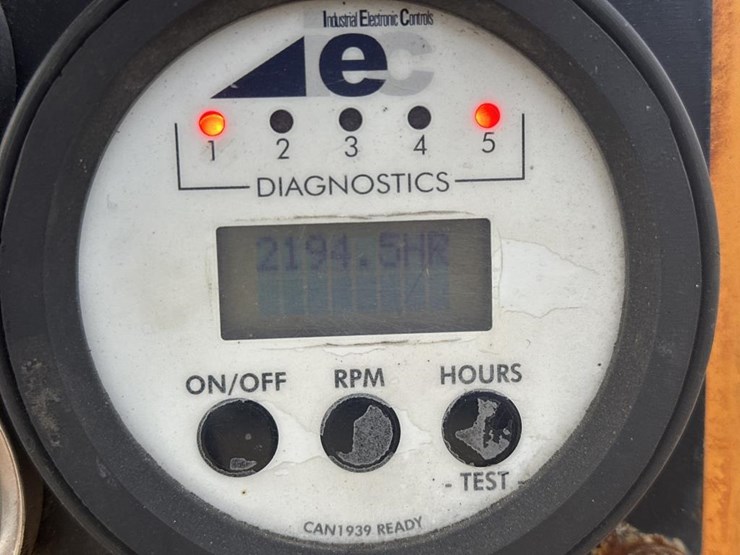 Industrial Electronic Controls
iec
1 2 3 4 5
DIAGNOSTICS
2194.5HR
ON/OFF RPM HOURS
- TEST -
CAN1939 READY